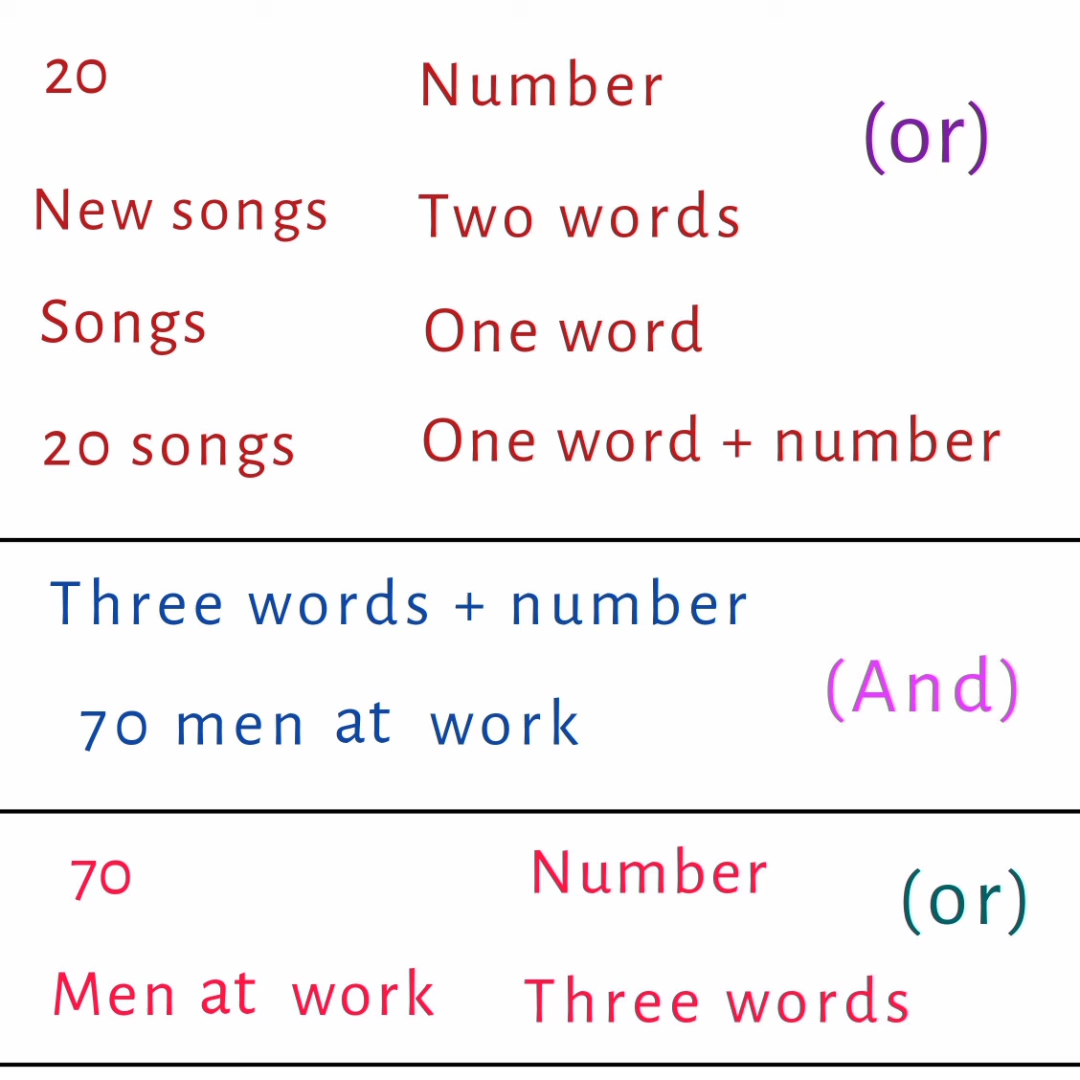 20 Number
(or)
New songs Two words
Songs One word
20 songs One word + number
Three words + number
(And)
70 men at work
70 Number (or)
Men at work Three words